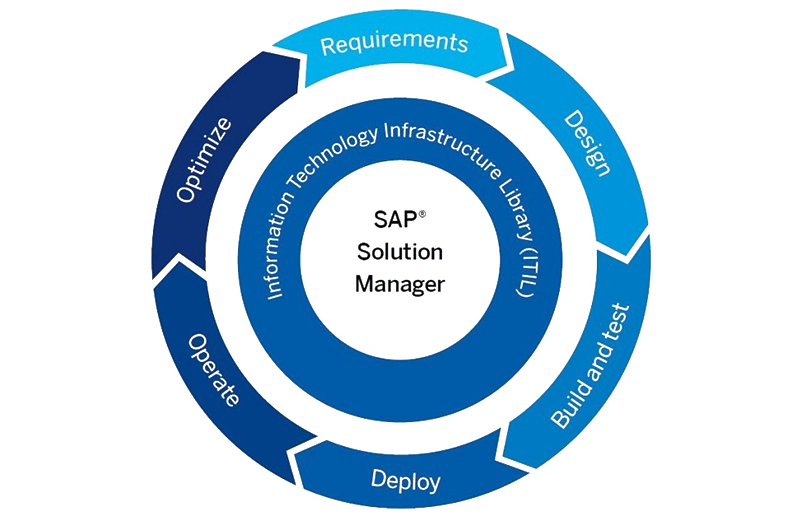 Requirements
Design
Build and test
Deploy
Operate
Optimize
Information Technology Infrastructure Library (ITIL)
SAP®
Solution
Manager